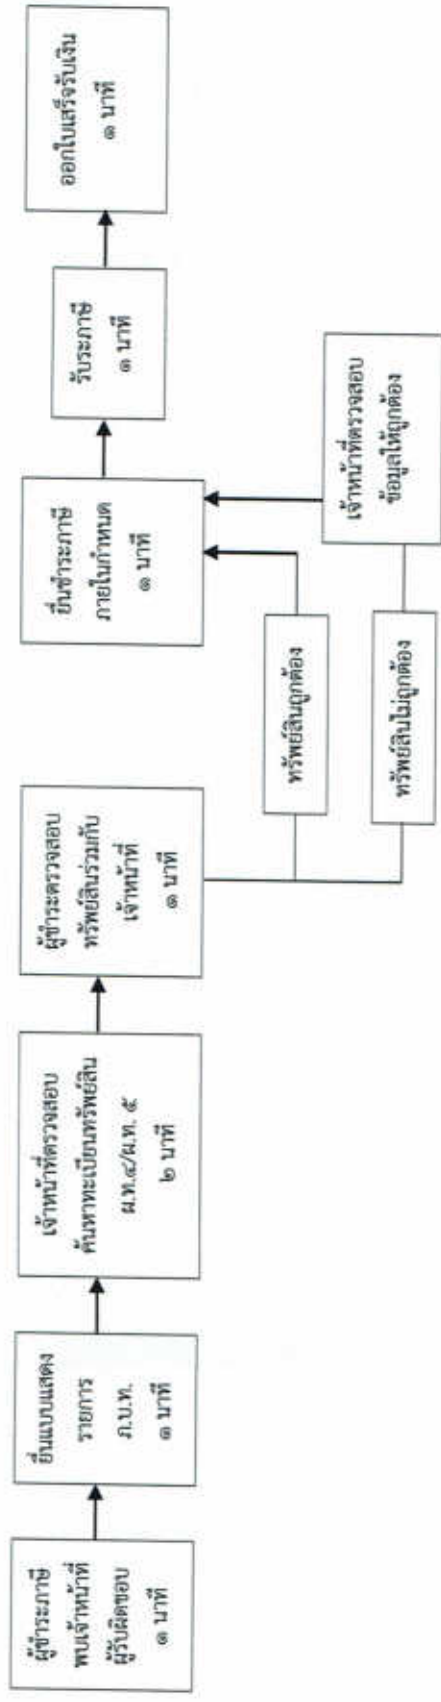 ผู้ชำระภาษี
พบเจ้าหน้าที่
ผู้รับผิดชอบ
๑ นาที
ยื่นแบบแสดง
รายการ
ภ.บ.ท.
๑ นาที
เจ้าหน้าที่ตรวจสอบ
ค้นหาทะเบียนทรัพย์สิน
ผ.ท.๔/ผ.ท. ๕
๒ นาที
ผู้ชำระตรวจสอบ
ทรัพย์สินร่วมกับ
เจ้าหน้าที่
๑ นาที
ทรัพย์สินถูกต้อง
ทรัพย์สินไม่ถูกต้อง
เจ้าหน้าที่ตรวจสอบ
ข้อมูลให้ถูกต้อง
ยื่นชำระภาษี
ภายในกำหนด
๑ นาที
รับระภาษี
๑ นาที
ออกใบเสร็จรับเงิน
๑ นาที